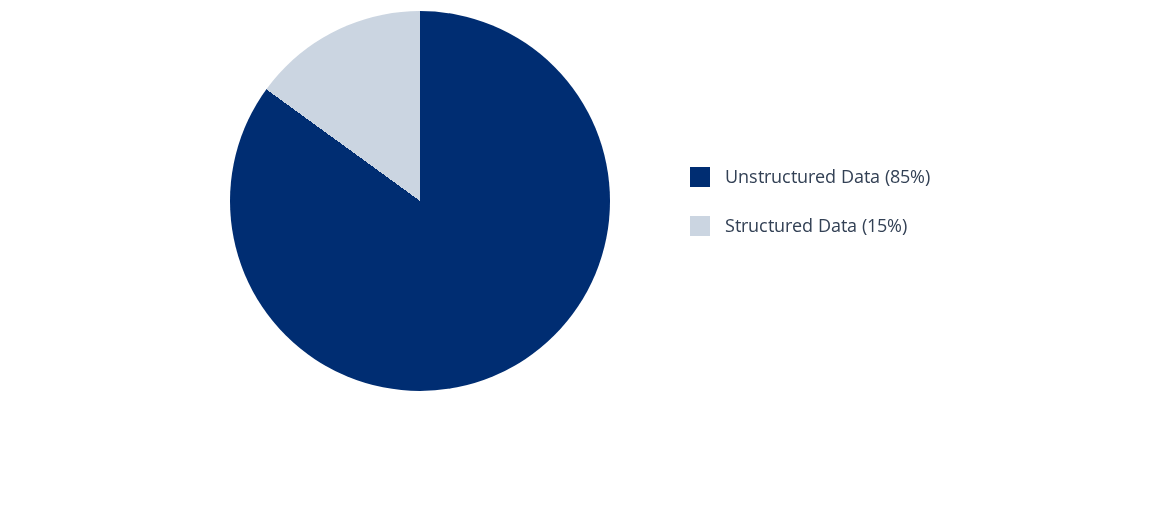 Unstructured Data (85%)
Structured Data (15%)